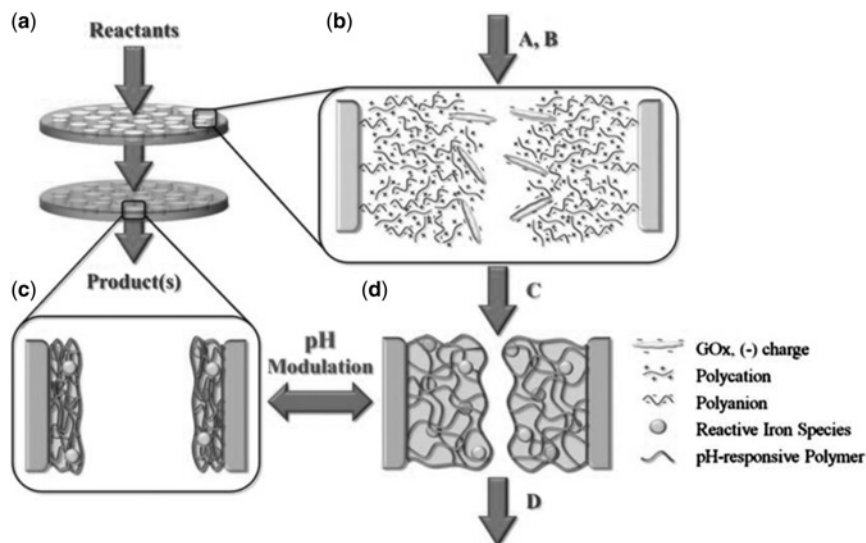 (a)
Reactants
Product(s)
(b)
A, B
(c)
pH
Modulation
(d)
C
D
GOx, (-) charge
Polycation
Polyanion
Reactive Iron Species
pH-responsive Polymer